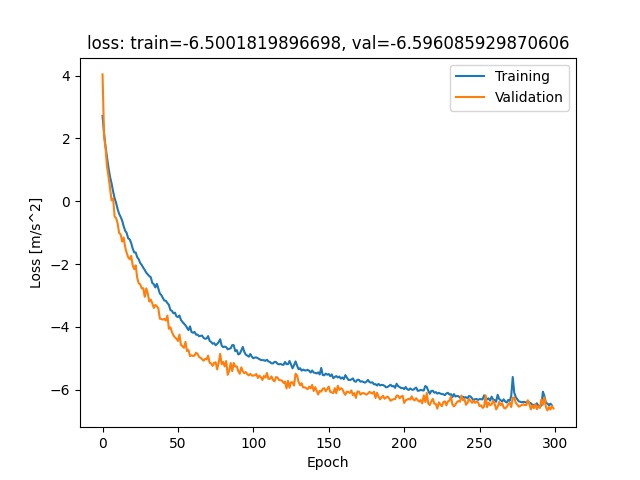 loss: train=-6.5001819896698, val=-6.596085929870606
Training
Validation
Loss [m/s^2]
4
2
0
−2
−4
−6
0 50 100 150 200 250 300
Epoch